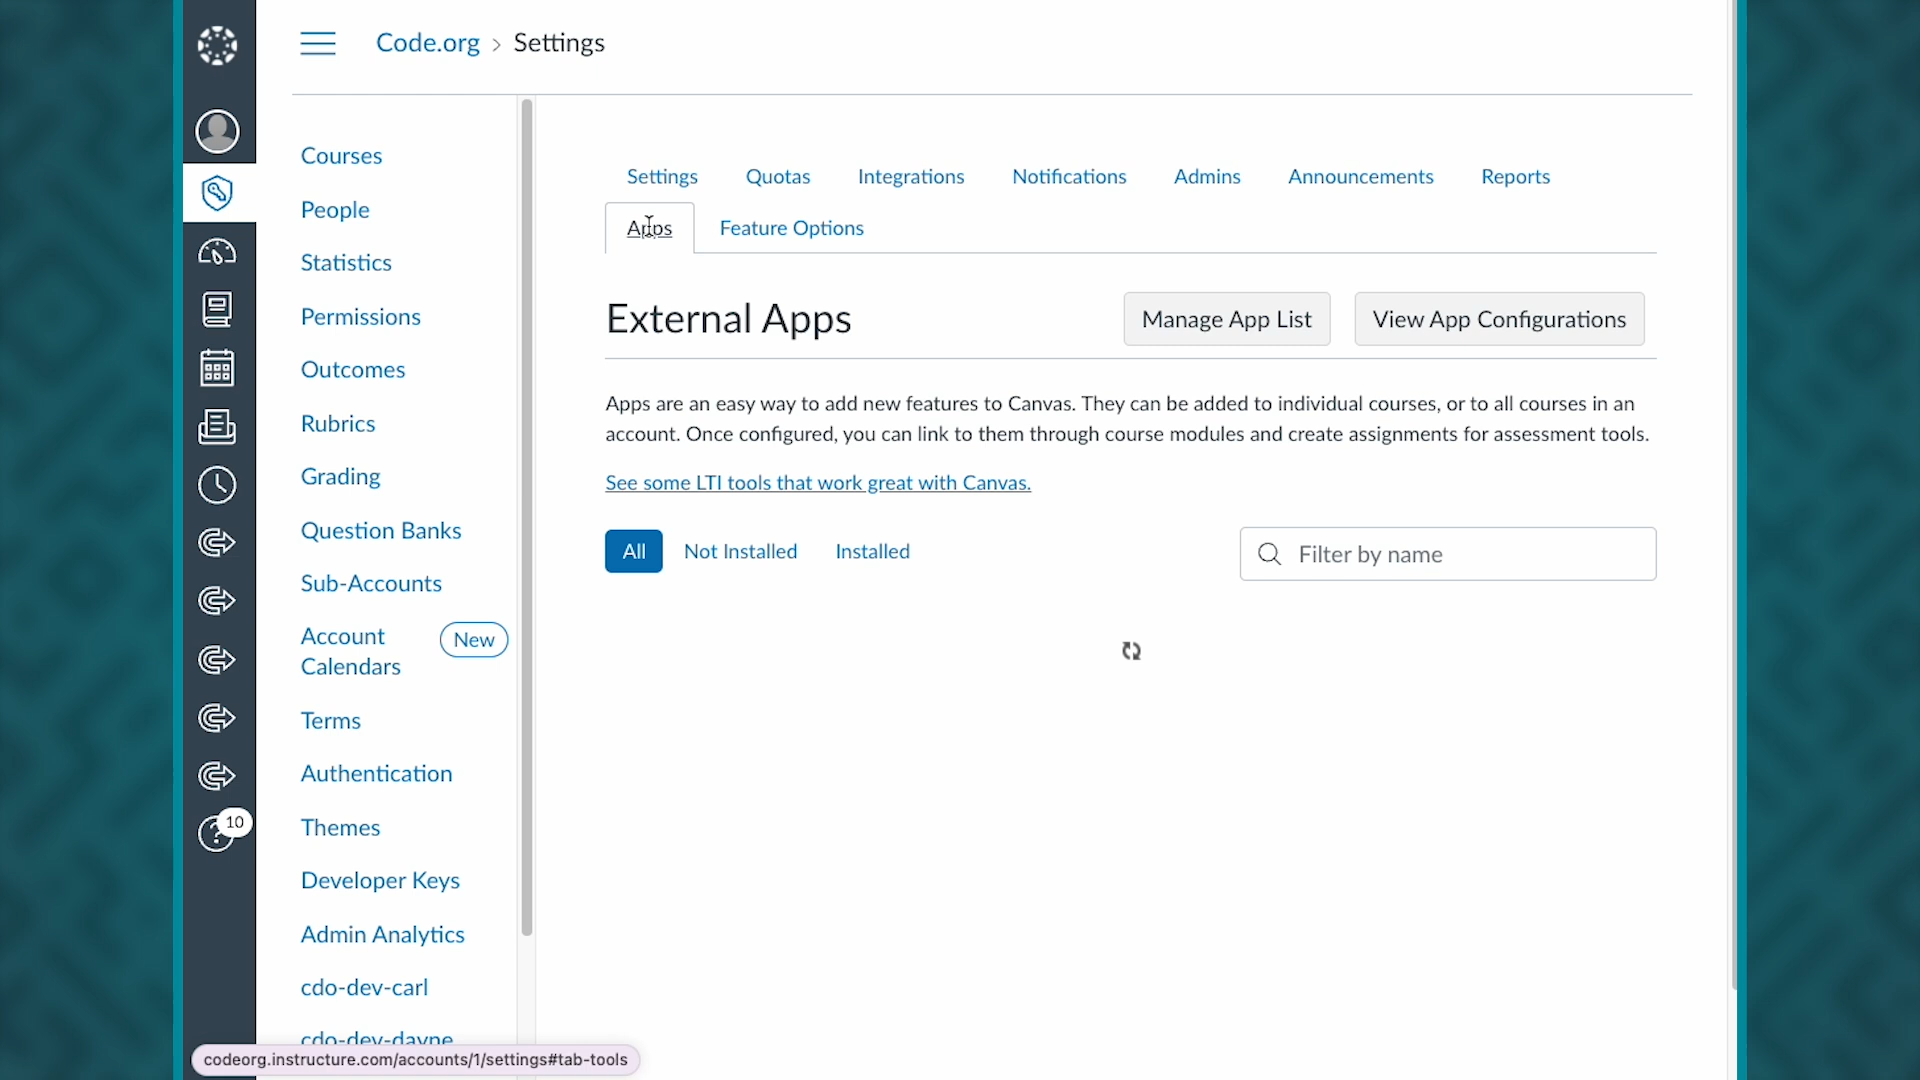 Code.org > Settings
Courses
People
Statistics
Permissions
Outcomes
Rubrics
Grading
Question Banks
Sub-Accounts
Account
Calendars
New
Terms
Authentication
Themes
Developer Keys
Admin Analytics
cdo-dev-carl
cdo-dev-dayne
10
Settings Quotas Integrations Notifications Admins Announcements Reports
Apps Feature Options
External Apps
Manage App List
View App Configurations
Apps are an easy way to add new features to Canvas. They can be added to individual courses, or to all courses in an
account. Once configured, you can link to them through course modules and create assignments for assessment tools.
See some LTI tools that work great with Canvas.
All Not Installed Installed
Filter by name
codeorg.instructure.com/accounts/1/settings#tab-tools